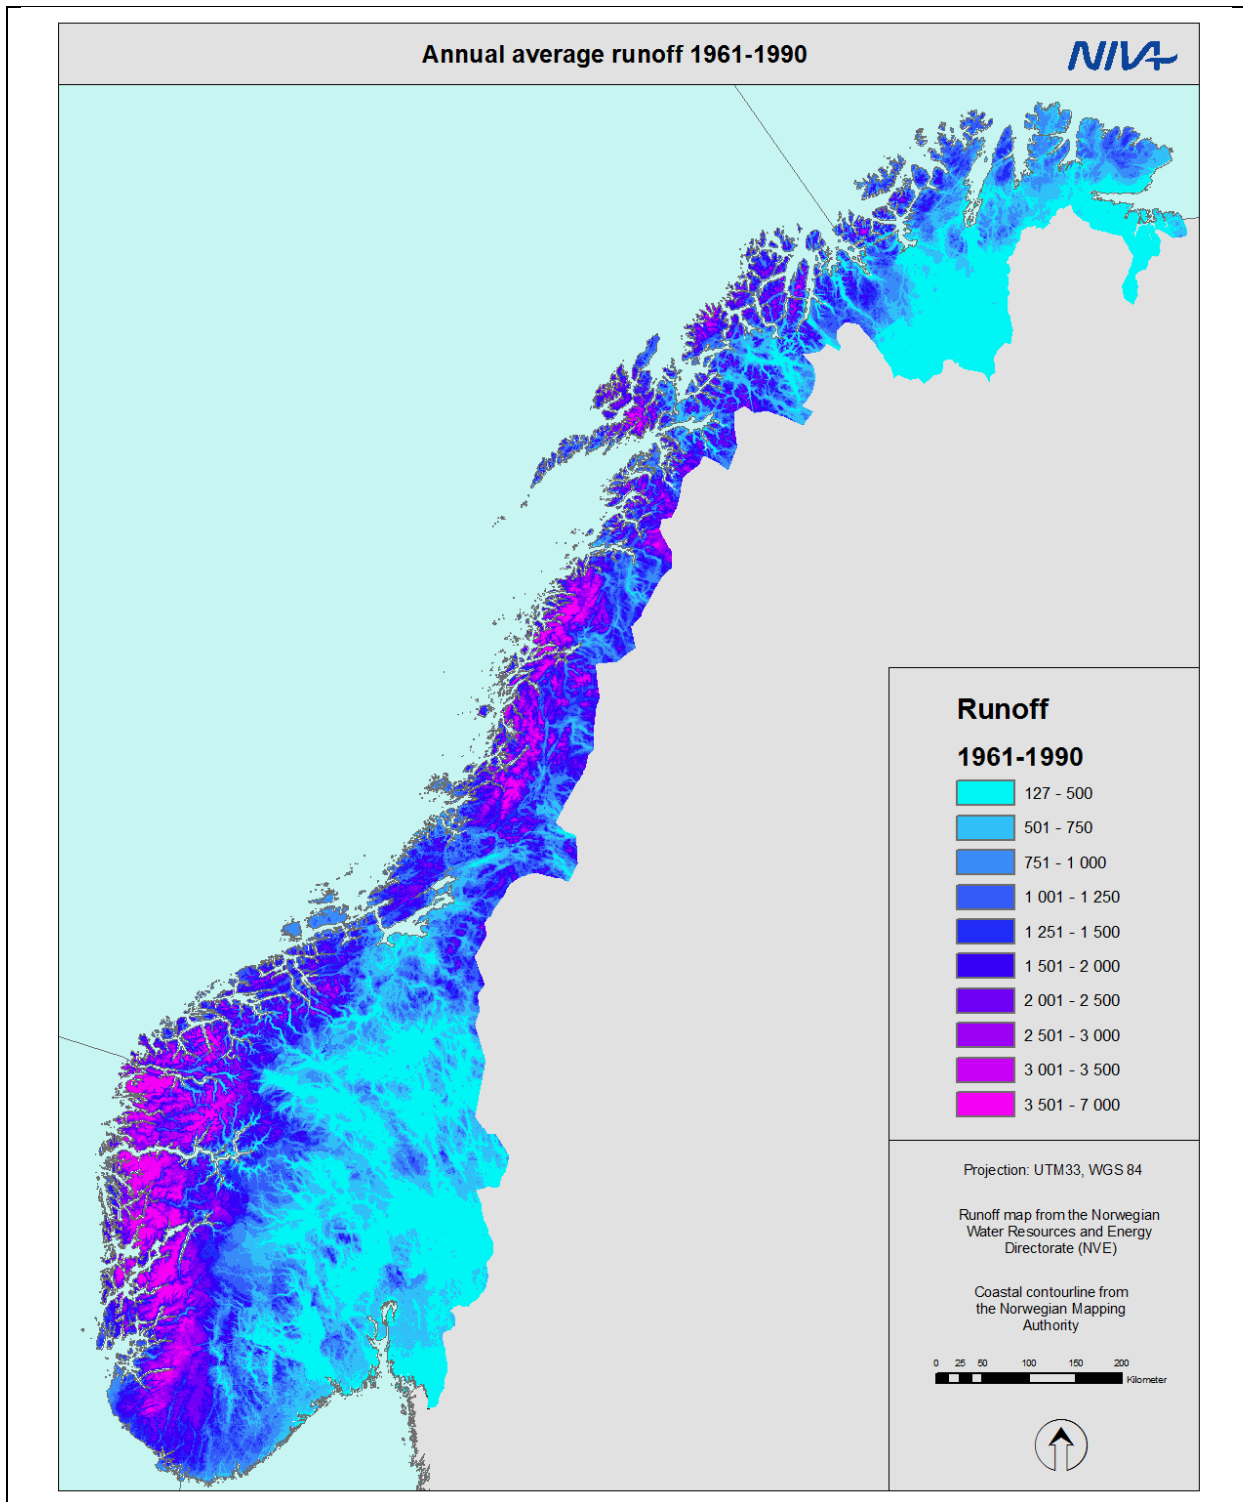 Annual average runoff 1961-1990
NIVA
Runoff
1961-1990
127 - 500
501 - 750
751 - 1 000
1 001 - 1 250
1 251 - 1 500
1 501 - 2 000
2 001 - 2 500
2 501 - 3 000
3 001 - 3 500
3 501 - 7 000
Projection: UTM33, WGS 84
Runoff map from the Norwegian
Water Resources and Energy
Directorate (NVE)
Coastal contourline from
the Norwegian Mapping
Authority
0 25 50 100 150 200
Kilometer